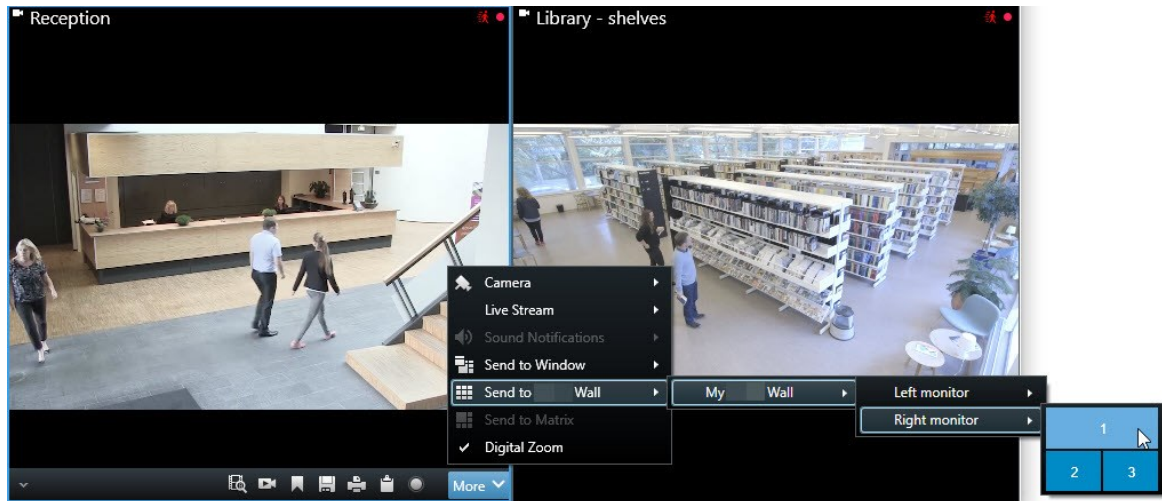 Reception
Library - shelves
Camera
Live Stream
Sound Notifications
Send to Window
Send to Wall
My Wall
Left monitor
Right monitor
1
2
3
Send to Matrix
Digital Zoom
More